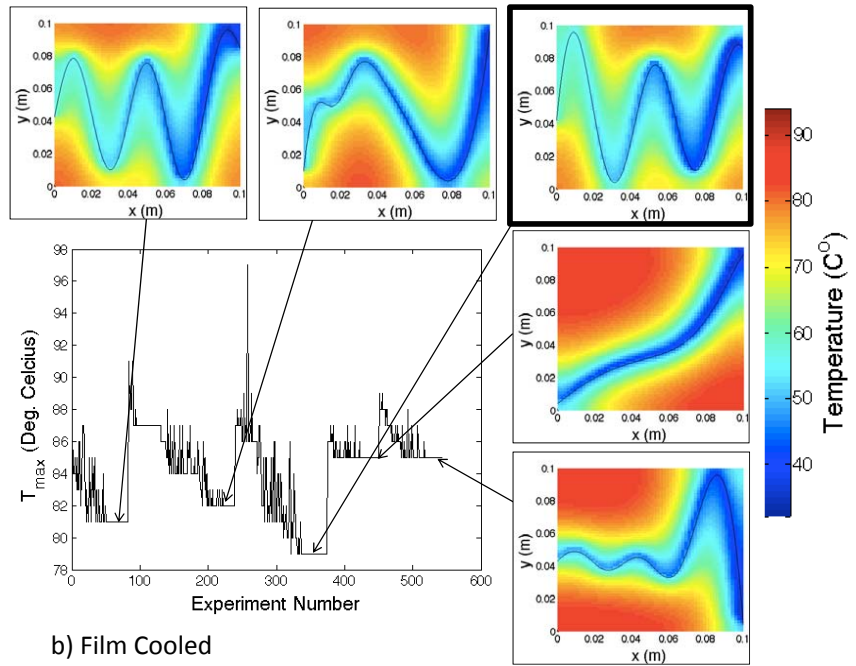 0.1
0.08
0.06
0.04
0.02
0
y (m)
0 0.02 0.04 0.06 0.08 0.1
x (m)
0.1
0.08
0.06
0.04
0.02
0
y (m)
0 0.02 0.04 0.06 0.08 0.1
x (m)
0.1
0.08
0.06
0.04
0.02
0
y (m)
0 0.02 0.04 0.06 0.08 0.1
x (m)
0.1
0.08
0.06
0.04
0.02
0
y (m)
0 0.02 0.04 0.06 0.08 0.1
x (m)
0.1
0.08
0.06
0.04
0.02
0
y (m)
0 0.02 0.04 0.06 0.08 0.1
x (m)
90
80
70
60
50
40
Temperature (C⁰)
98
96
94
92
90
88
86
84
82
80
78
Tmax (Deg. Celcius)
0 100 200 300 400 500 600
Experiment Number
b) Film Cooled